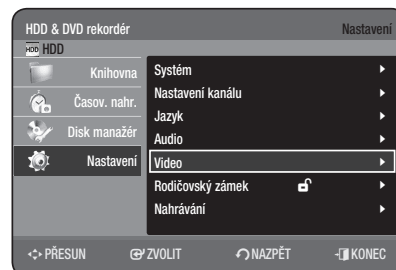 HDD & DVD rekordér Nastavení
HDD HDD
Knihovna
Časov. nahr.
Disk manažér
Nastavení
Systém
Nastavení kanálu
Jazyk
Audio
Video
Rodičovský zámek
Nahrávání
PŘESUN ZVOLIT NAZPĚT KONEC